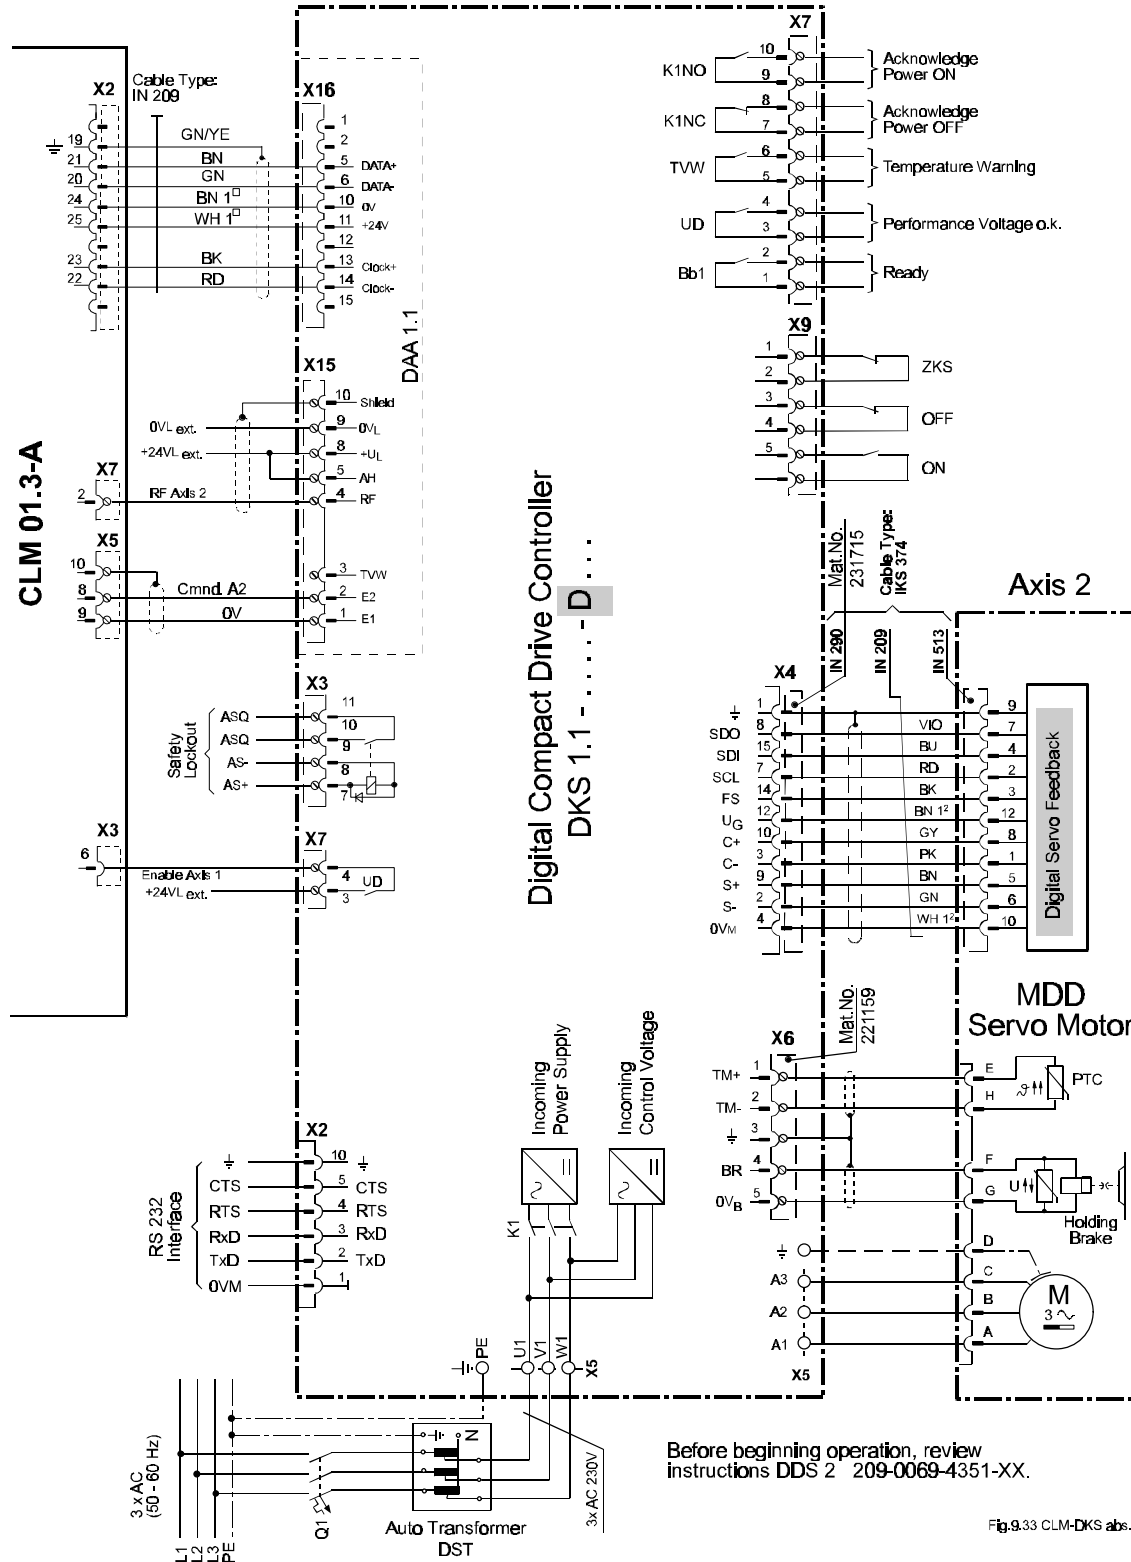 CLM 01.3-A
X2
Cable Type:
IN 209
19
21
20
24
25
23
22
GN/YE
BN
GN
BN 1□
WH 1□
BK
RD
X16
1
2
5 DATA+
6 DATA-
10 0V
11 +24V
12
13 Clock+
14 Clock-
15
DAA 1.1
X15
10 Shield
0VL ext. 9 0VL
+24VL ext. 8 +UL
5 AH
X7
2 RF Axis 2 4 RF
X5
10 3 TVW
8 Cmnd. A2 2 E2
9 0V 1 E1
X3
Safety
Lockout
ASQ 11
ASQ 10
AS- 9
AS+ 8
7
X3
6
X7
Enable Axis 1 4 UD
+24VL ext. 3
Digital Compact Drive Controller
DKS 1.1 - . . . . . - D . . . .
X7
K1NO 10
9
Acknowledge
Power ON
K1NC 8
7
Acknowledge
Power OFF
TVW 6
5
Temperature Warning
UD 4
3
Performance Voltage o.k.
Bb1 2
1
Ready
X9
1
2
ZKS
3
4
OFF
5
ON
Mat.No.
231715
Cable Type:
IKS 374
Axis 2
IN 290
IN 209
IN 513
X4
1 9
SDO 8 VIO 7
SDI 15 BU 4
SCL 7 RD 2
FS 14 BK 3
UG 12 BN 1² 12
C+ 10 GY 8
C- 3 PK 1
S+ 9 BN 5
S- 2 GN 6
0VM 4 WH 1² 10
Digital Servo Feedback
MDD
Servo Motor
Mat.No.
221159
X6
TM+ 1 E
TM- 2 H
PTC
3
BR 4 F
0VB 5 G
U
Holding
Brake
D
A3 C
A2 B
A1 A
M
3
X5
X2
RS 232
Interface
10
CTS 5 CTS
RTS 4 RTS
RxD 3 RxD
TxD 2 TxD
0VM 1
Incoming
Power Supply
Incoming
Control Voltage
K1
PE
U1
V1
W1
X5
3 x AC
(50 - 60 Hz)
L1
L2
L3
PE
Q1
N
Auto Transformer
DST
3x AC 230V
Before beginning operation, review
instructions DDS 2 209-0069-4351-XX.
Fig.9.33 CLM-DKS abs.